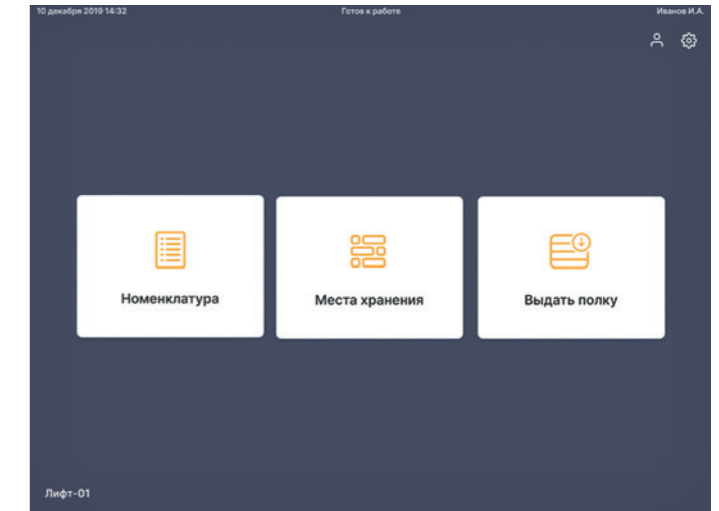 10 декабря 2019 14:32 Готов к работе Иванов И.А.
Номенклатура Места хранения Выдать полку
Лифт-01